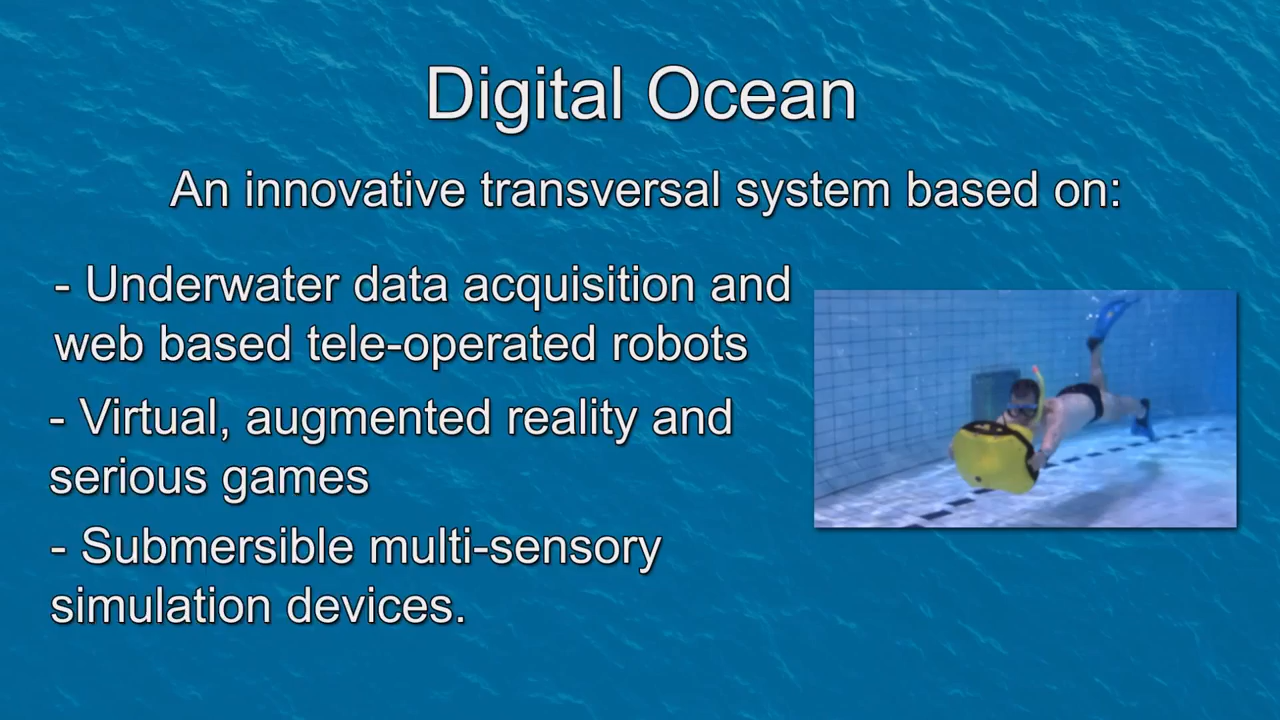 Digital Ocean
An innovative transversal system based on:
- Underwater data acquisition and
web based tele-operated robots
- Virtual, augmented reality and
serious games
- Submersible multi-sensory
simulation devices.